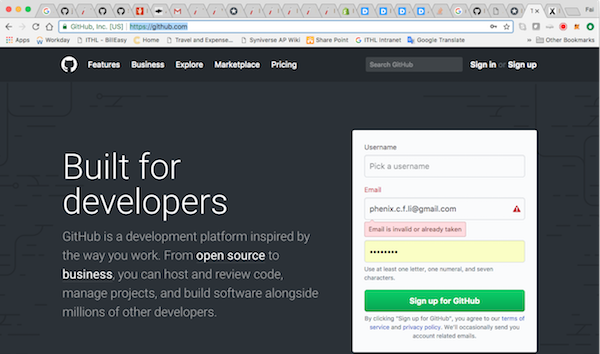 1 ×
Fai
GitHub, Inc. [US] | https://github.com
Apps Workday ITHL - BillEasy Home Travel and Expense... Syniverse AP Wiki Share Point ITHL Intranet Google Translate » Other Bookmarks
Features Business Explore Marketplace Pricing Search GitHub Sign in or Sign up
Built for
developers
GitHub is a development platform inspired by
the way you work. From open source to
business, you can host and review code,
manage projects, and build software alongside
millions of other developers.
Username
Pick a username
Email
phenix.c.f.li@gmail.com
Email is invalid or already taken
••••••••
Use at least one letter, one numeral, and seven
characters.
Sign up for GitHub
By clicking "Sign up for GitHub", you agree to our terms of
service and privacy policy. We'll occasionally send you
account related emails.